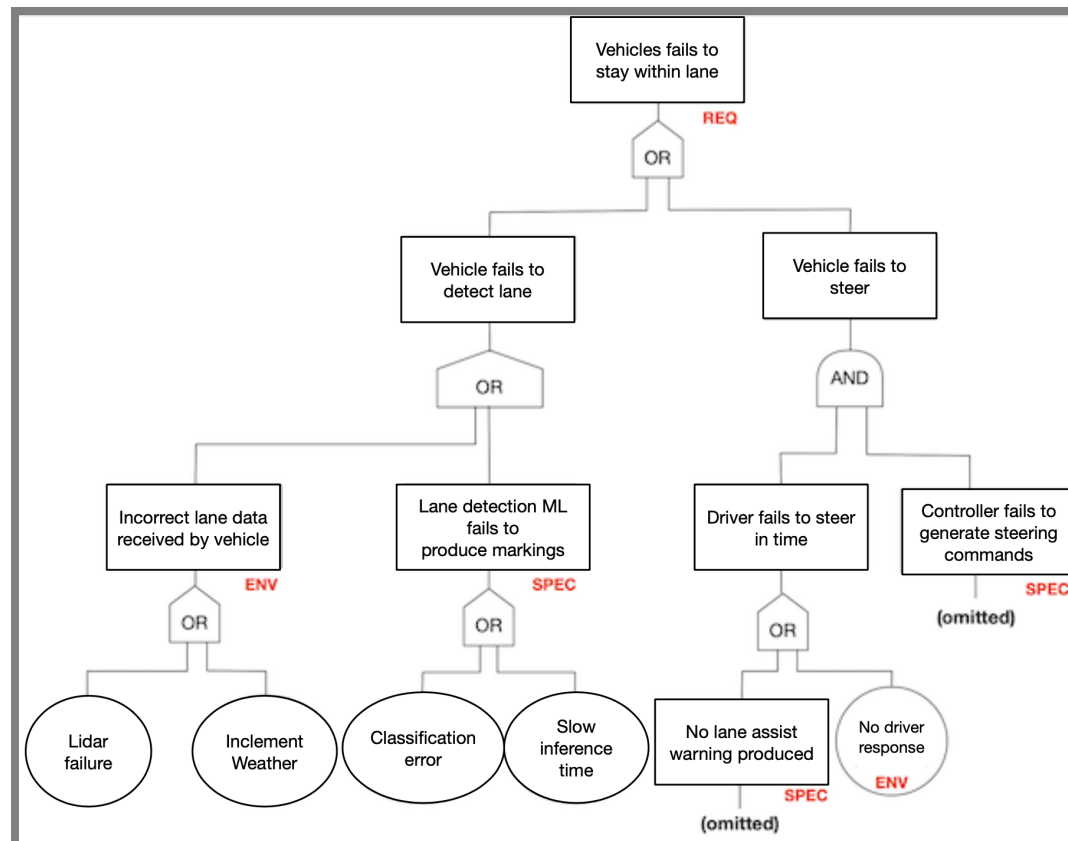 Vehicles fails to
stay within lane
REQ
OR
Vehicle fails to
detect lane
Vehicle fails to
steer
OR
AND
Incorrect lane data
received by vehicle
ENV
Lane detection ML
fails to
produce markings
SPEC
Driver fails to steer
in time
Controller fails to
generate steering
commands
SPEC
(omitted)
OR
OR
OR
Lidar
failure
Inclement
Weather
Classification
error
Slow
inference
time
No lane assist
warning produced
SPEC
(omitted)
No driver
response
ENV